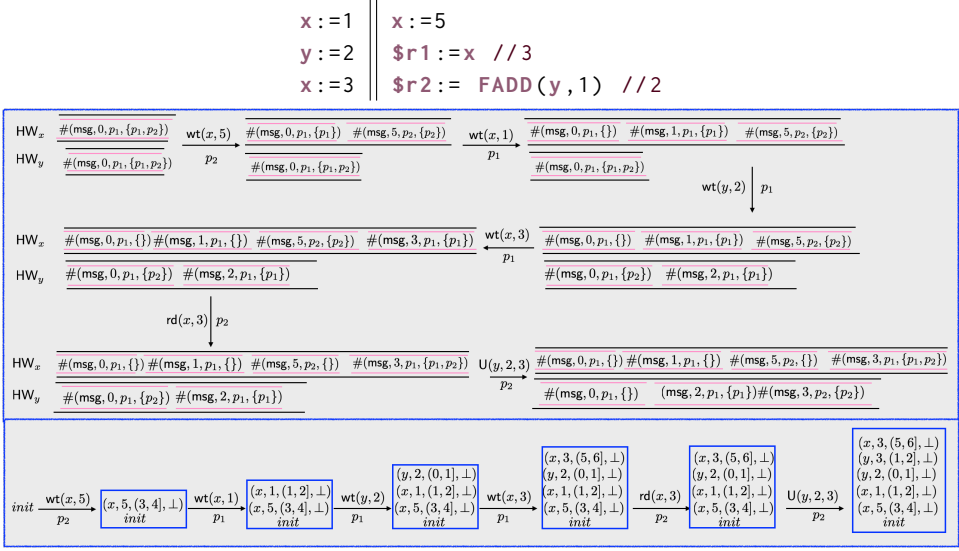 x:=1 x:=5
y:=2 $r1:=x //3
x:=3 $r2:= FADD(y,1) //2
HW_x #(msg, 0, p_1, {p_1, p_2}) wt(x, 5) #(msg, 0, p_1, {p_1}) #(msg, 5, p_2, {p_2}) wt(x, 1) #(msg, 0, p_1, {}) #(msg, 1, p_1, {p_1}) #(msg, 5, p_2, {p_2})
HW_y #(msg, 0, p_1, {p_1, p_2}) p_2 #(msg, 0, p_1, {p_1, p_2}) p_1 #(msg, 0, p_1, {p_1, p_2})
wt(y, 2) p_1
HW_x #(msg, 0, p_1, {}) #(msg, 1, p_1, {}) #(msg, 5, p_2, {p_2}) #(msg, 3, p_1, {p_1}) wt(x, 3) #(msg, 0, p_1, {}) #(msg, 1, p_1, {p_1}) #(msg, 5, p_2, {p_2})
HW_y #(msg, 0, p_1, {p_2}) #(msg, 2, p_1, {p_1}) p_1 #(msg, 0, p_1, {p_2}) #(msg, 2, p_1, {p_1})
rd(x, 3) p_2
HW_x #(msg, 0, p_1, {}) #(msg, 1, p_1, {}) #(msg, 5, p_2, {}) #(msg, 3, p_1, {p_1, p_2}) U(y, 2, 3) #(msg, 0, p_1, {}) #(msg, 1, p_1, {}) #(msg, 5, p_2, {}) #(msg, 3, p_1, {p_1, p_2})
HW_y #(msg, 0, p_1, {p_2}) #(msg, 2, p_1, {p_1}) p_2 #(msg, 0, p_1, {}) (msg, 2, p_1, {p_1})#(msg, 3, p_2, {p_2})
init wt(x, 5) p_2
(x, 5, (3, 4], ⊥)
init
wt(x, 1) p_1
(x, 1, (1, 2], ⊥)
(x, 5, (3, 4], ⊥)
init
wt(y, 2) p_1
(y, 2, (0, 1], ⊥)
(x, 1, (1, 2], ⊥)
(x, 5, (3, 4], ⊥)
init
wt(x, 3) p_1
(x, 3, (5, 6], ⊥)
(y, 2, (0, 1], ⊥)
(x, 1, (1, 2], ⊥)
(x, 5, (3, 4], ⊥)
init
rd(x, 3) p_2
(x, 3, (5, 6], ⊥)
(y, 2, (0, 1], ⊥)
(x, 1, (1, 2], ⊥)
(x, 5, (3, 4], ⊥)
init
U(y, 2, 3) p_2
(x, 3, (5, 6], ⊥)
(y, 3, (1, 2], ⊥)
(y, 2, (0, 1], ⊥)
(x, 1, (1, 2], ⊥)
(x, 5, (3, 4], ⊥)
init